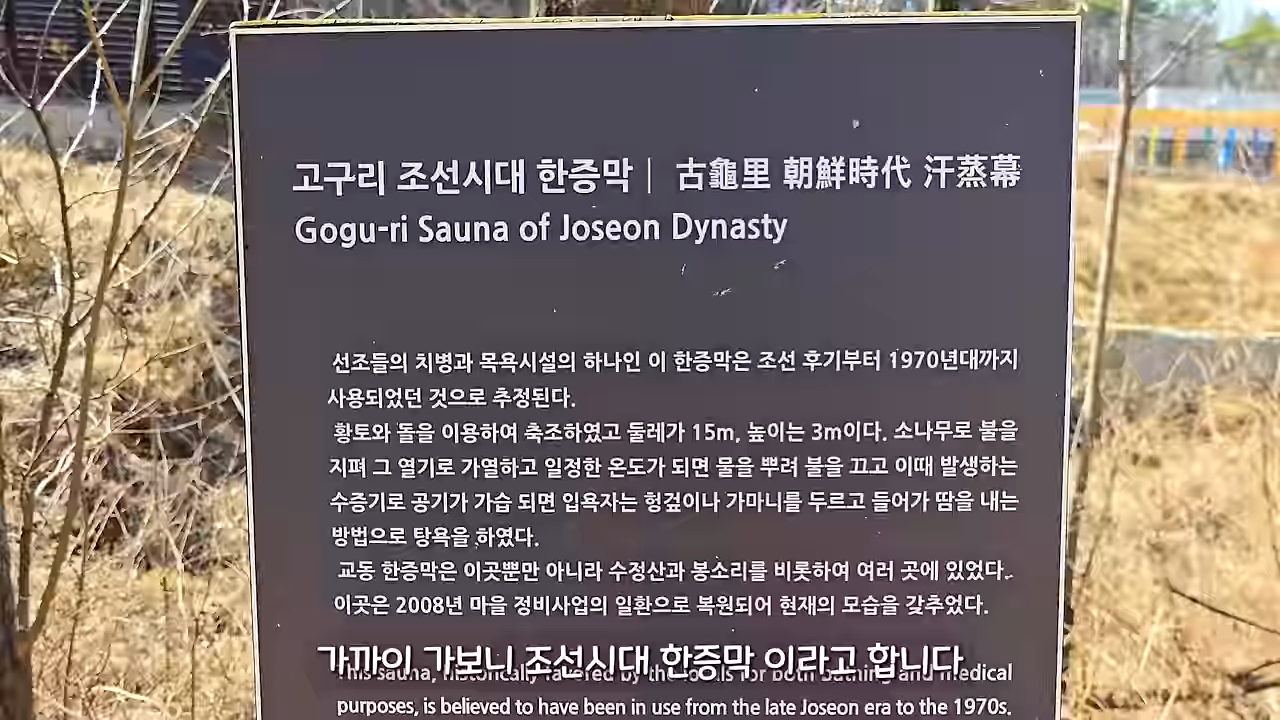 고구리 조선시대 한증막 | 古龜里 朝鮮時代 汗蒸幕
Gogu-ri Sauna of Joseon Dynasty
선조들의 치병과 목욕시설의 하나인 이 한증막은 조선 후기부터 1970년대까지
사용되었던 것으로 추정된다.
황토와 돌을 이용하여 축조하였고 둘레가 15m, 높이는 3m이다. 소나무로 불을
지펴 그 열기로 가열하고 일정한 온도가 되면 물을 뿌려 불을 끄고 이때 발생하는
수증기로 공기가 가습 되면 입욕자는 헝겊이나 가마니를 두르고 들어가 땀을 내는
방법으로 탕욕을 하였다.
교동 한증막은 이곳뿐만 아니라 수정산과 봉소리를 비롯하여 여러 곳에 있었다.
이곳은 2008년 마을 정비사업의 일환으로 복원되어 현재의 모습을 갖추었다.
가까이 가보니 조선시대 한증막 이라고 합니다
This sauna, historically favored by the locals for both bathing and medical
purposes, is believed to have been in use from the late Joseon era to the 1970s.